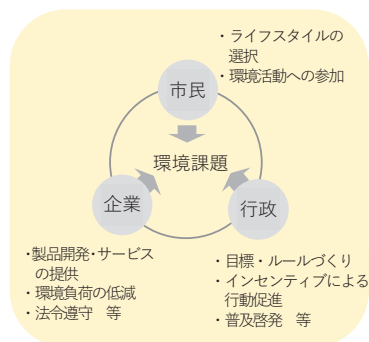 ・ライフスタイルの
選択
・環境活動への参加
市民
環境課題
企業
行政
・製品開発・サービス
の提供
・環境負荷の低減
・法令遵守　等
・目標・ルールづくり
・インセンティブによる
行動促進
・普及啓発　等